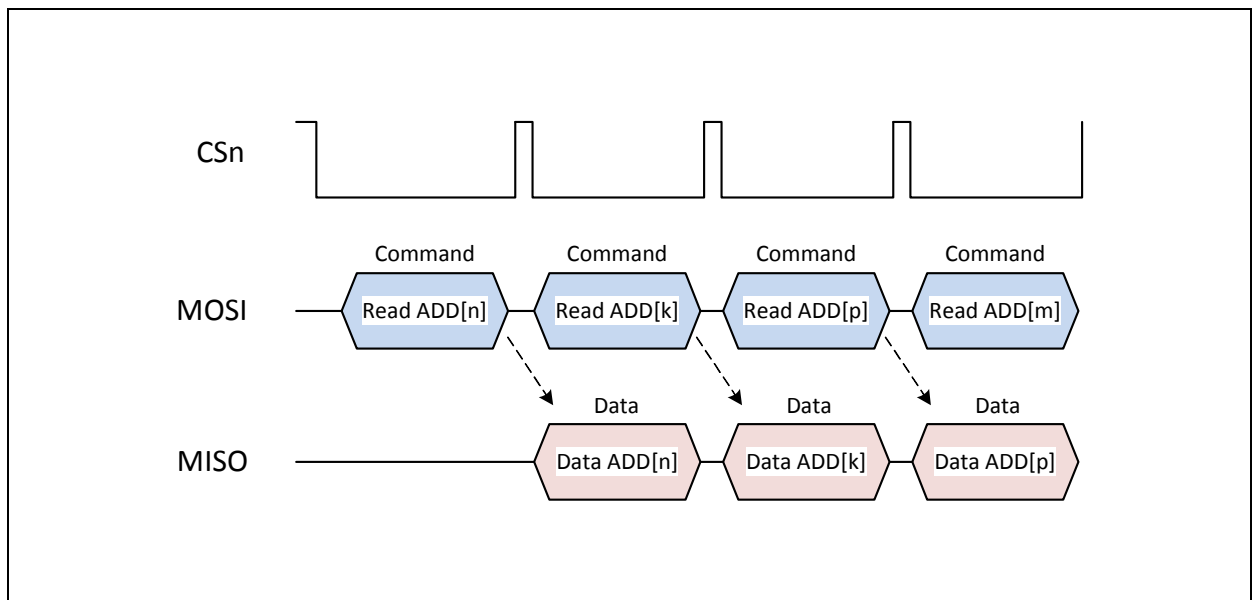 CSn
Command Command Command Command
MOSI Read ADD[n] Read ADD[k] Read ADD[p] Read ADD[m]
Data Data Data
MISO Data ADD[n] Data ADD[k] Data ADD[p]